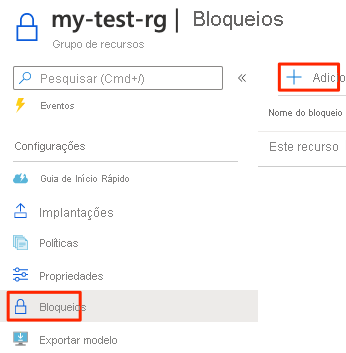 my-test-rg | Bloqueios
Grupo de recursos
Pesquisar (Cmd+/)
«
Eventos
Configurações
Guia de Início Rápido
Implantações
Políticas
Propriedades
Bloqueios
Exportar modelo
+ Adicio
Nome do bloqueio
Este recurso